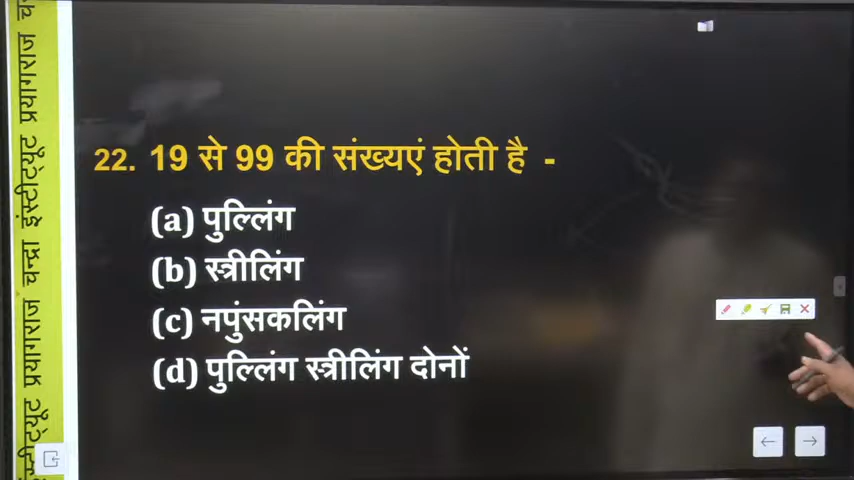 22. 19 से 99 की संख्यएं होती है -
(a) पुल्लिंग
(b) स्त्रीलिंग
(c) नपुंसकलिंग
(d) पुल्लिंग स्त्रीलिंग दोनों
इंस्टीट्यूट प्रयागराज चन्द्रा इंस्टीट्यूट प्रयागराज